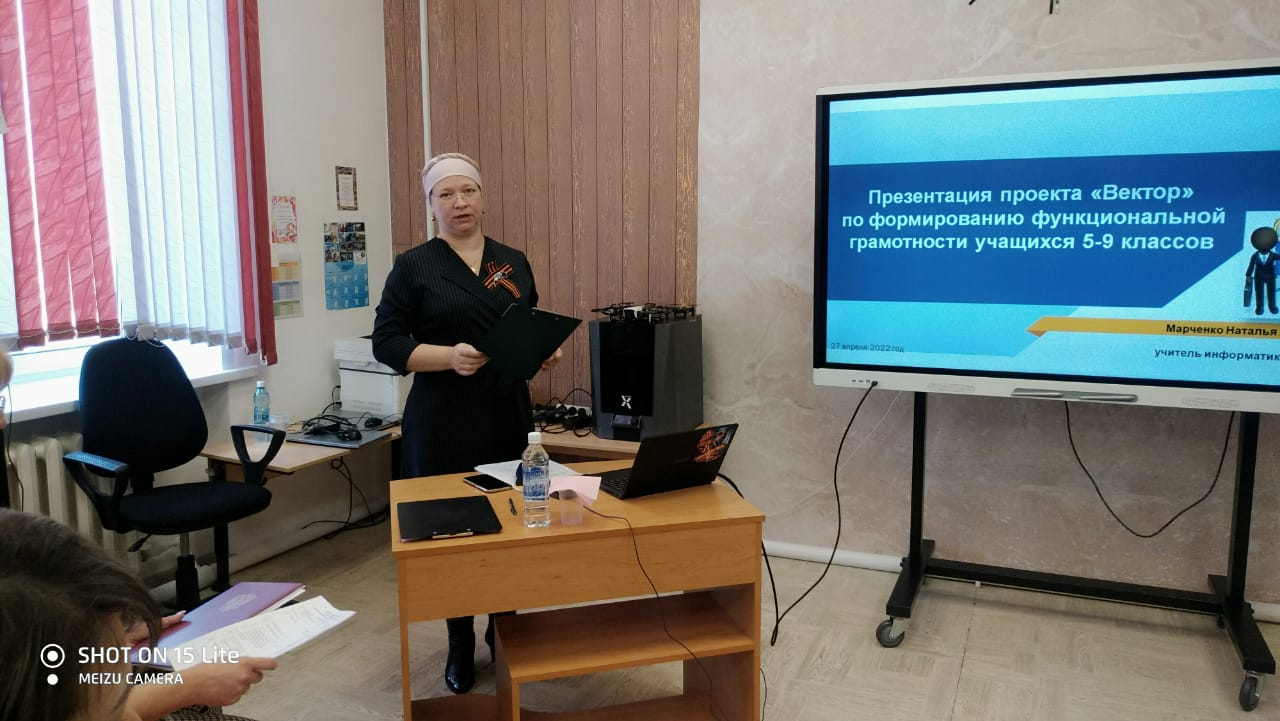 Презентация проекта «Вектор»
по формированию функциональной
грамотности учащихся 5-9 классов
Марченко Наталья
27 апреля 2022 год
учитель информатик
SHOT ON 15 Lite
MEIZU CAMERA